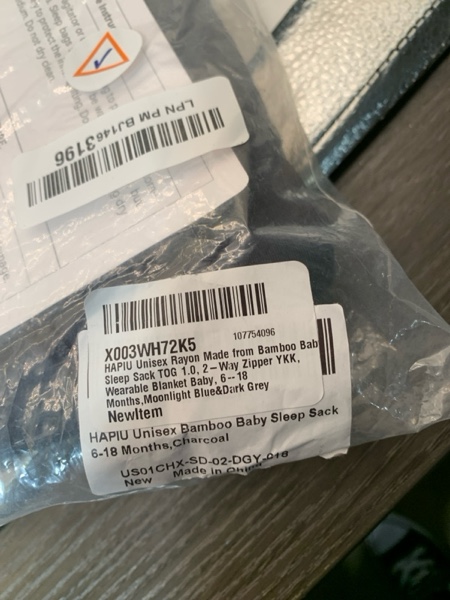 LPN PM BJ1463196
X003WH72K5
107754096
HAPIU Unisex Rayon Made from Bamboo Bab
Sleep Sack TOG 1.0, 2-Way Zipper YKK,
Wearable Blanket Baby, 6--18
Months,Moonlight Blue&Dark Grey
NewItem
HAPIU Unisex Bamboo Baby Sleep Sack
6-18 Months,Charcoal
US01CHX-SD-02-DGY-018
New Made in China